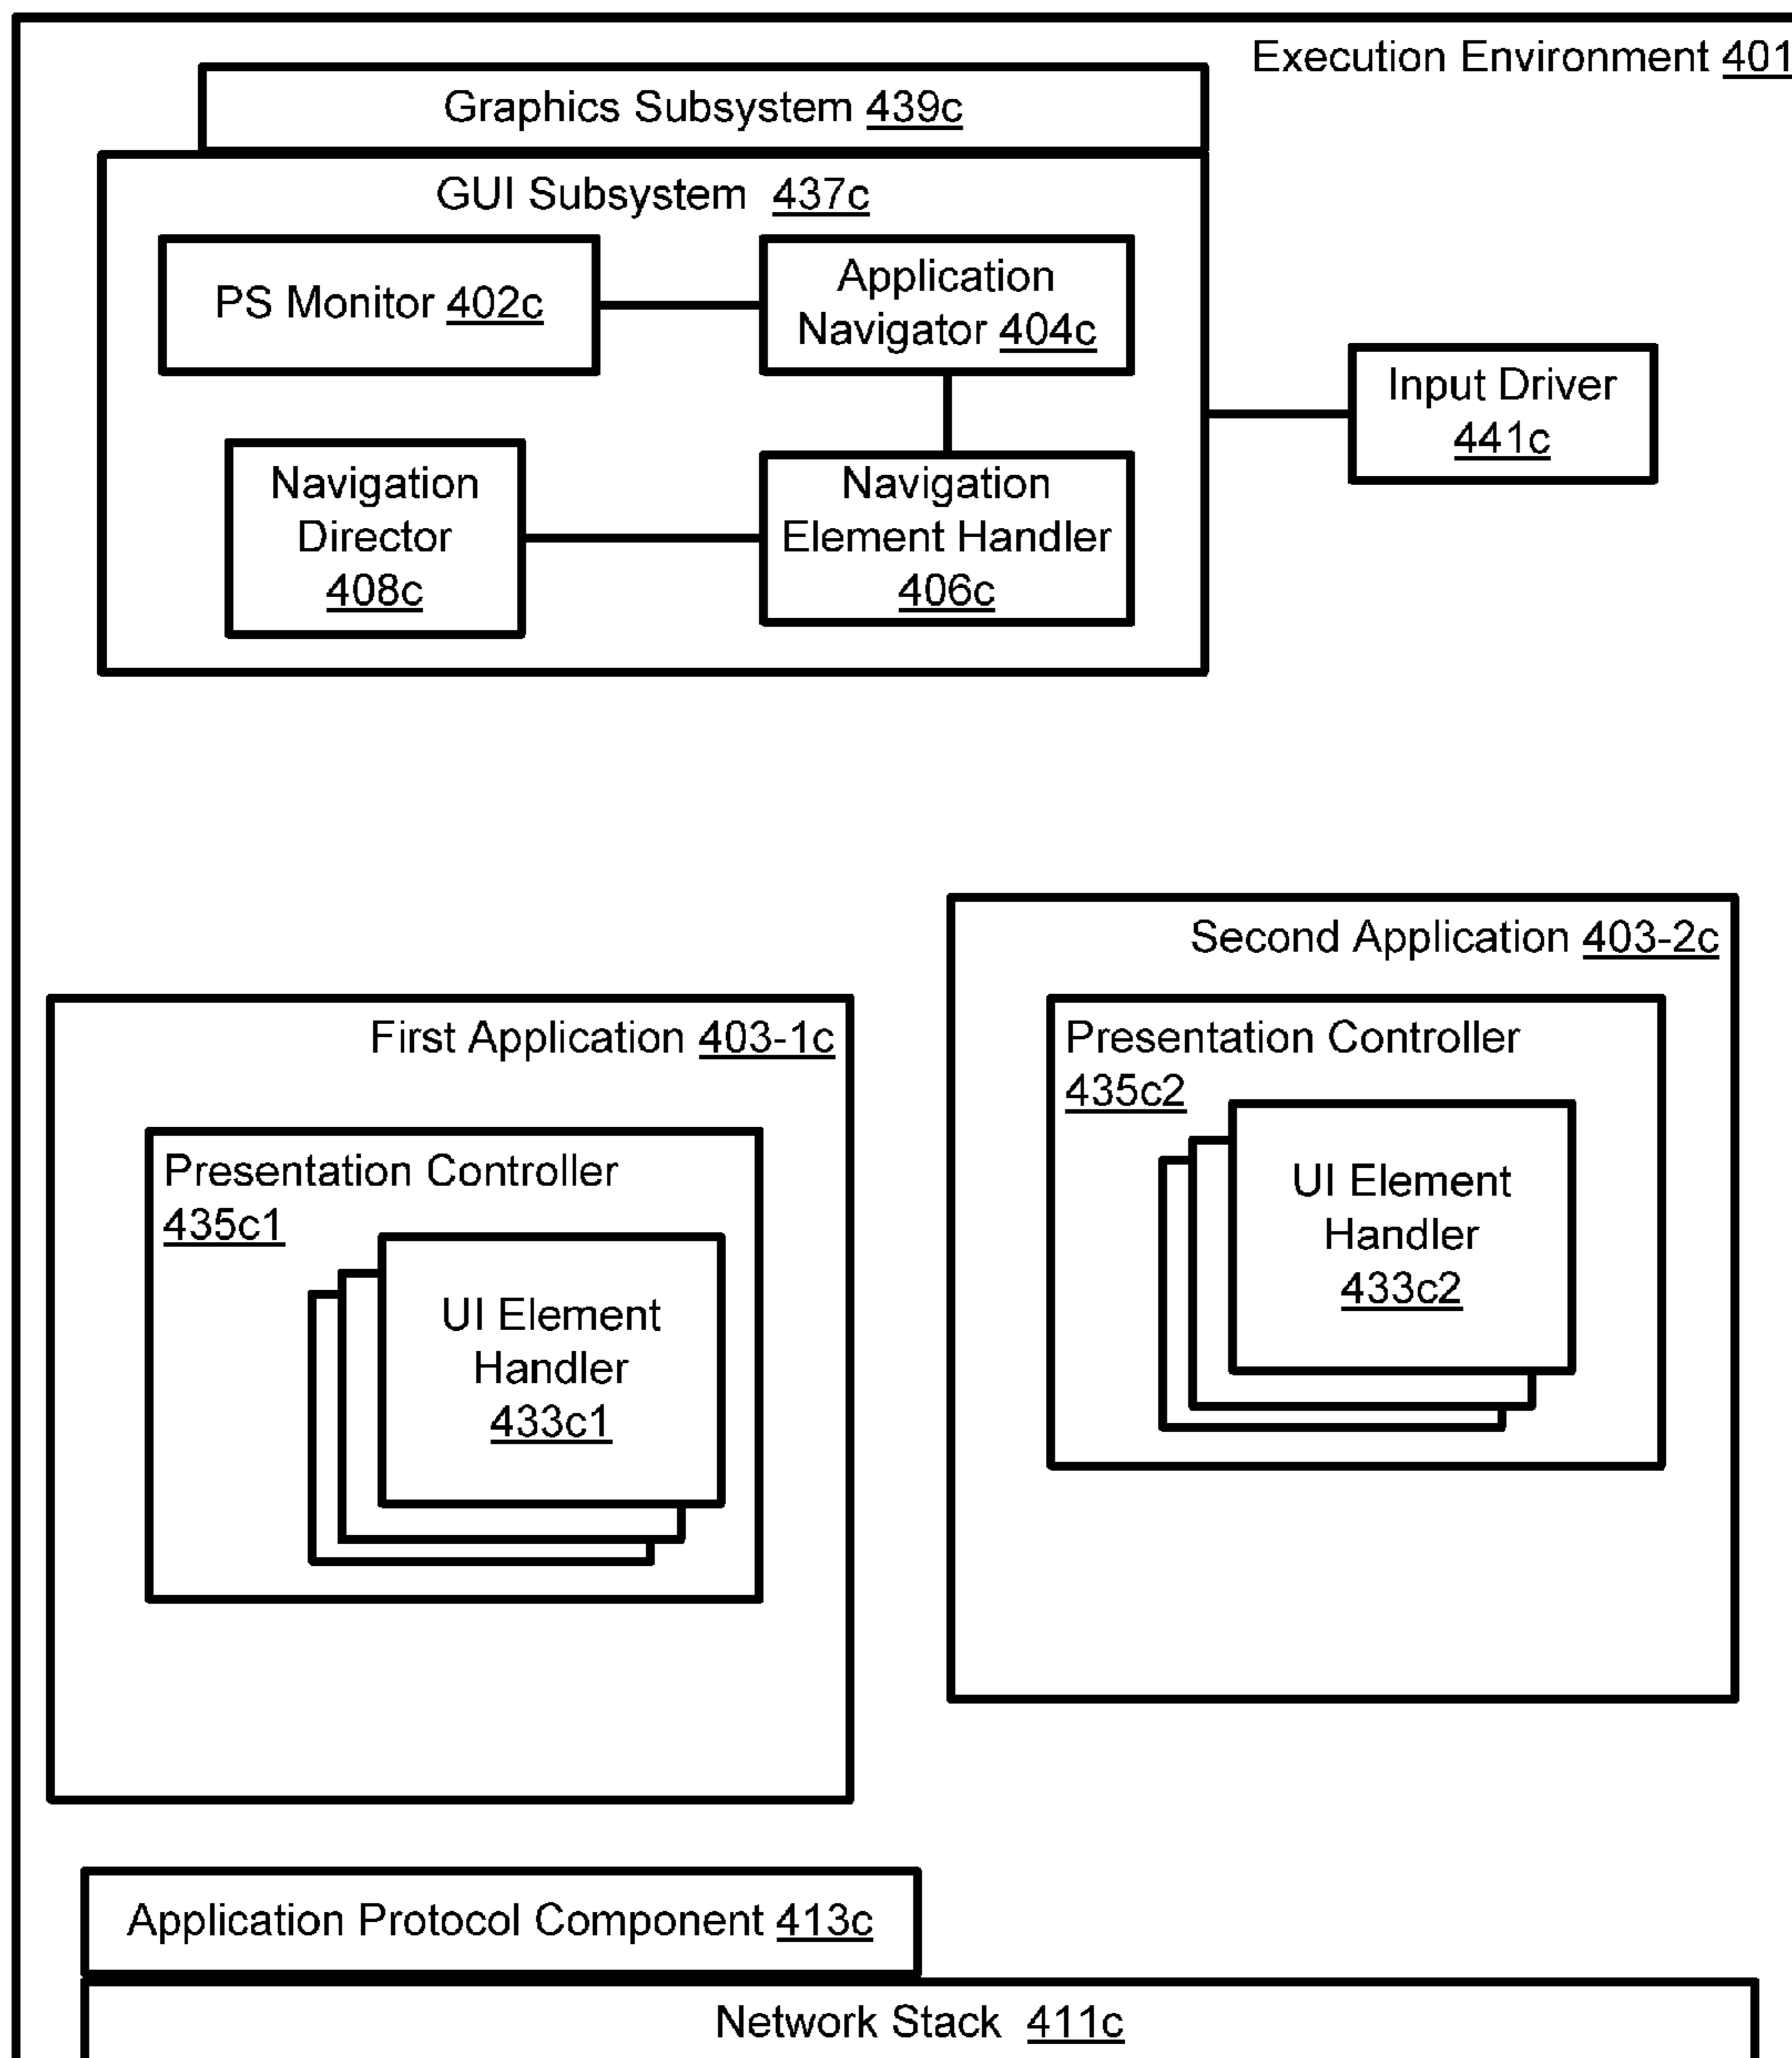 Execution Environment 401
Graphics Subsystem 439c
GUI Subsystem 437c
PS Monitor 402c
Application
Navigator 404c
Input Driver
441c
Navigation
Director
408c
Navigation
Element Handler
406c
Second Application 403-2c
First Application 403-1c
Presentation Controller
435c2
UI Element
Handler
433c2
Presentation Controller
435c1
UI Element
Handler
433c1
Application Protocol Component 413c
Network Stack 411c